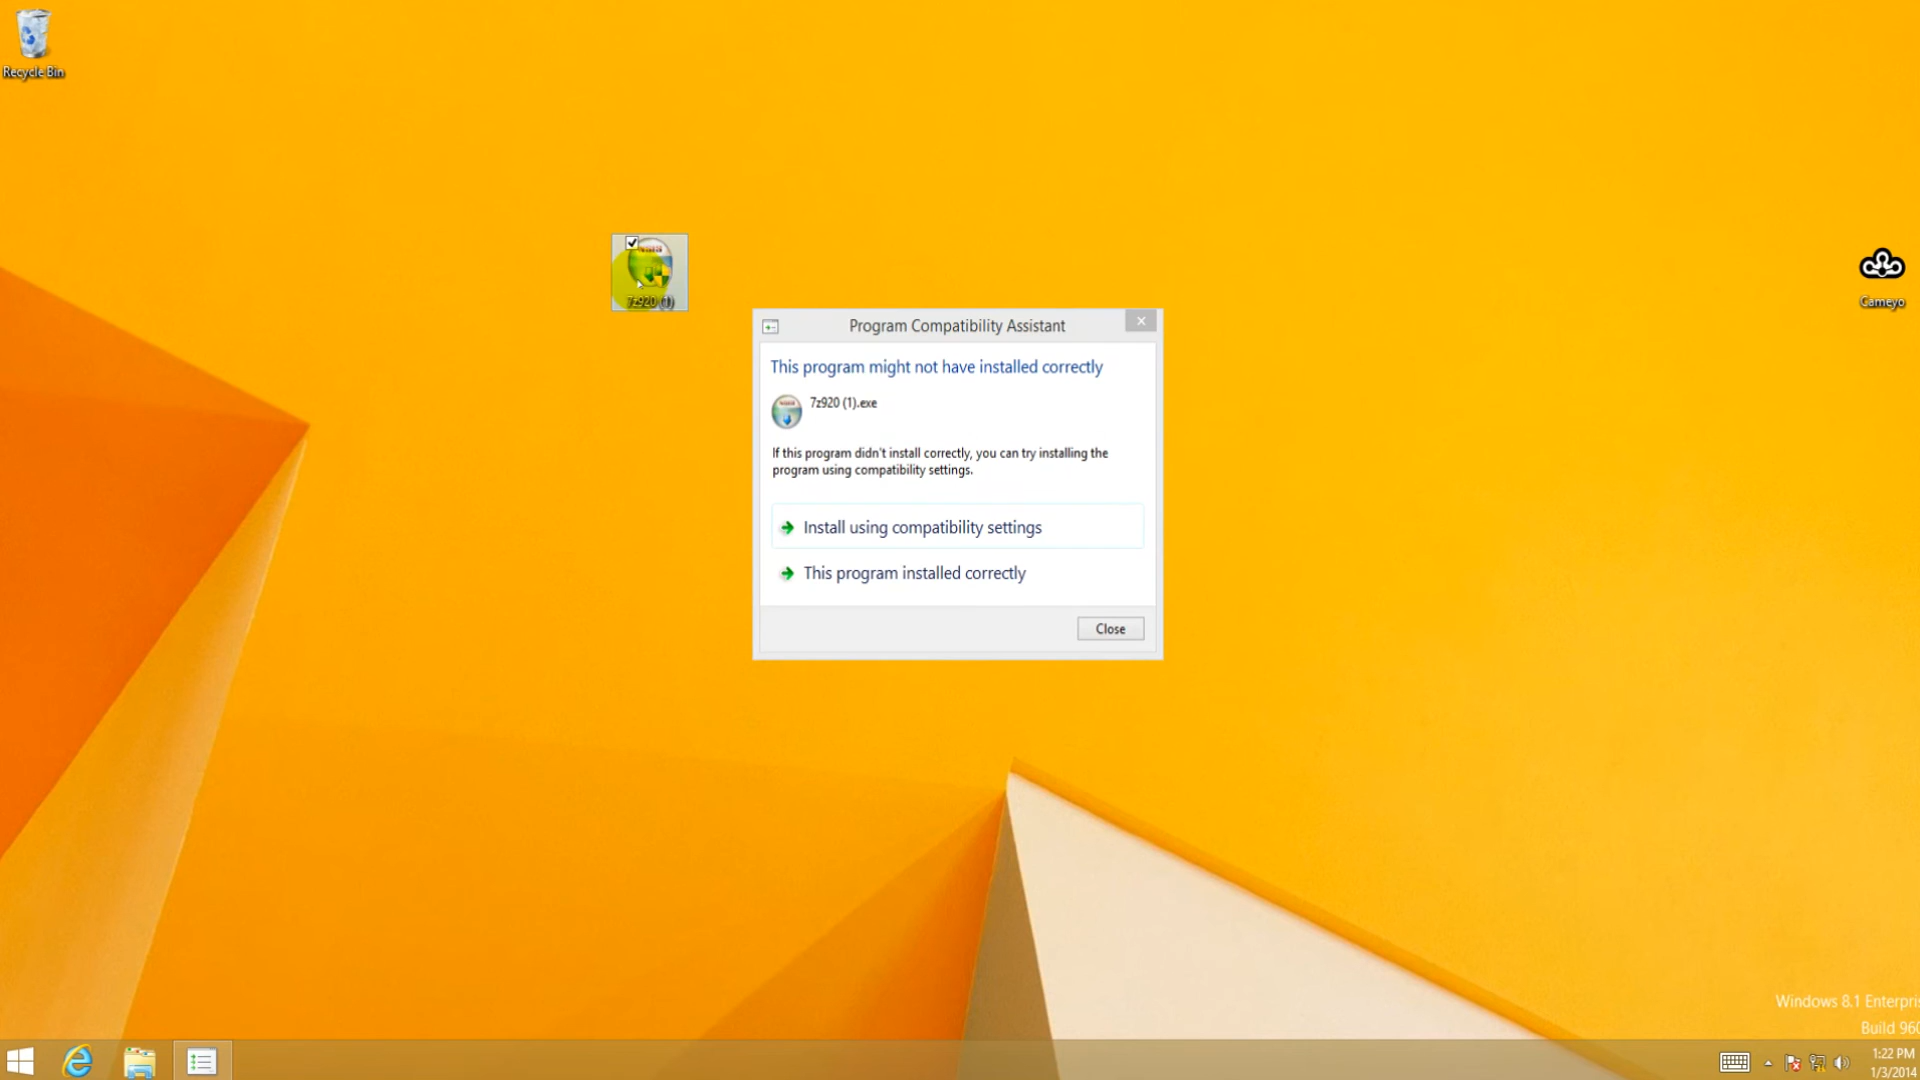 Recycle Bin
7z920 (1)
Cameyo
Program Compatibility Assistant
This program might not have installed correctly
7z920 (1).exe
If this program didn't install correctly, you can try installing the
program using compatibility settings.
Install using compatibility settings
This program installed correctly
Close
Windows 8.1 Enterpris
Build 960
1:22 PM
1/3/2014